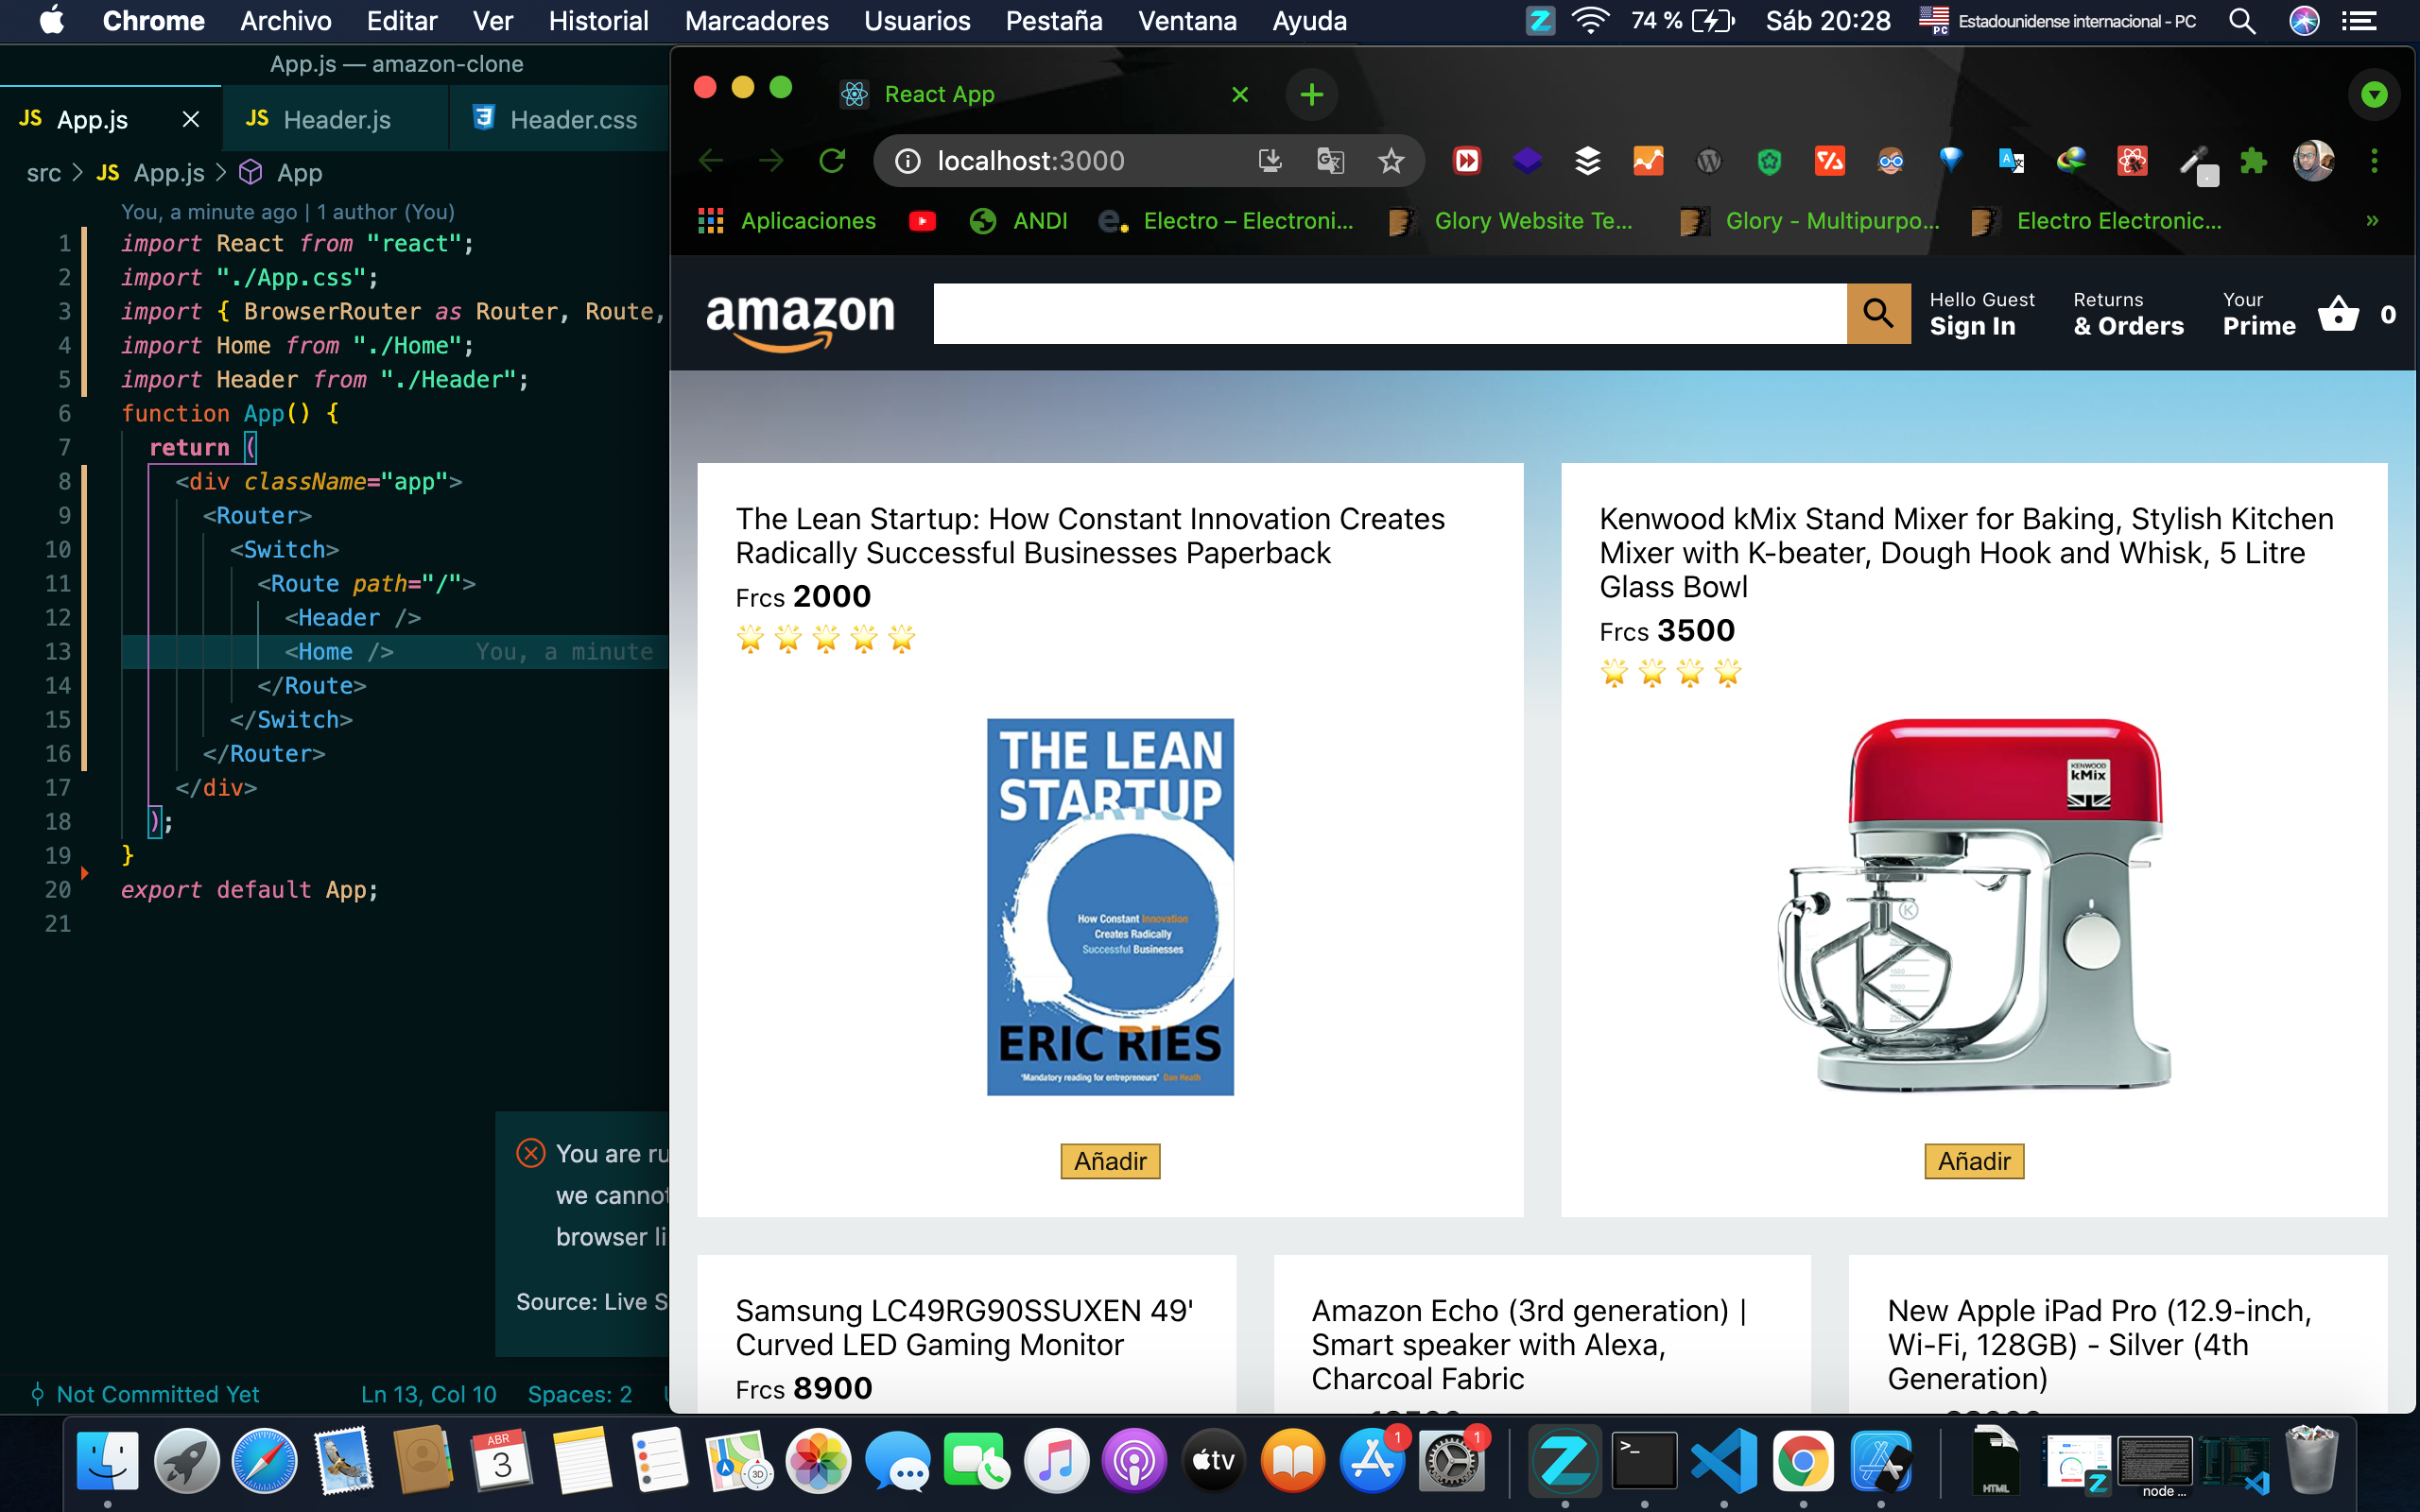 Chrome Archivo Editar Ver Historial Marcadores Usuarios Pestaña Ventana Ayuda 74 % Sáb 20:28 PC Estadounidense internacional - PC
App.js — amazon-clone
JS App.js JS Header.js Header.css
src > JS App.js > App
You, a minute ago | 1 author (You)
1 import React from "react";
2 import "./App.css";
3 import { BrowserRouter as Router, Route,
4 import Home from "./Home";
5 import Header from "./Header";
6 function App() {
7 return (
8 <div className="app">
9 <Router>
10 <Switch>
11 <Route path="/">
12 <Header />
13 <Home /> You, a minute
14 </Route>
15 </Switch>
16 </Router>
17 </div>
18 );
19 }
20 export default App;
21
You are ru
we cannot
browser li
Source: Live S
Not Committed Yet Ln 13, Col 10 Spaces: 2
React App
localhost:3000
Aplicaciones ANDI Electro – Electroni... Glory Website Te... Glory - Multipurpo... Electro Electronic... »
amazon
Hello Guest
Sign In
Returns
& Orders
Your
Prime
0
The Lean Startup: How Constant Innovation Creates
Radically Successful Businesses Paperback
Frcs 2000
THE LEAN
STARTUP
How Constant Innovation
Creates Radically
Successful Businesses
ERIC RIES
'Mandatory reading for entrepreneurs' Dan Heath
Añadir
Kenwood kMix Stand Mixer for Baking, Stylish Kitchen
Mixer with K-beater, Dough Hook and Whisk, 5 Litre
Glass Bowl
Frcs 3500
KENWOOD
kMix
K
Añadir
Samsung LC49RG90SSUXEN 49'
Curved LED Gaming Monitor
Frcs 8900
Amazon Echo (3rd generation) |
Smart speaker with Alexa,
Charcoal Fabric
New Apple iPad Pro (12.9-inch,
Wi-Fi, 128GB) - Silver (4th
Generation)
ABR
3
3D
tv
1
1
>_
HTML
node ...